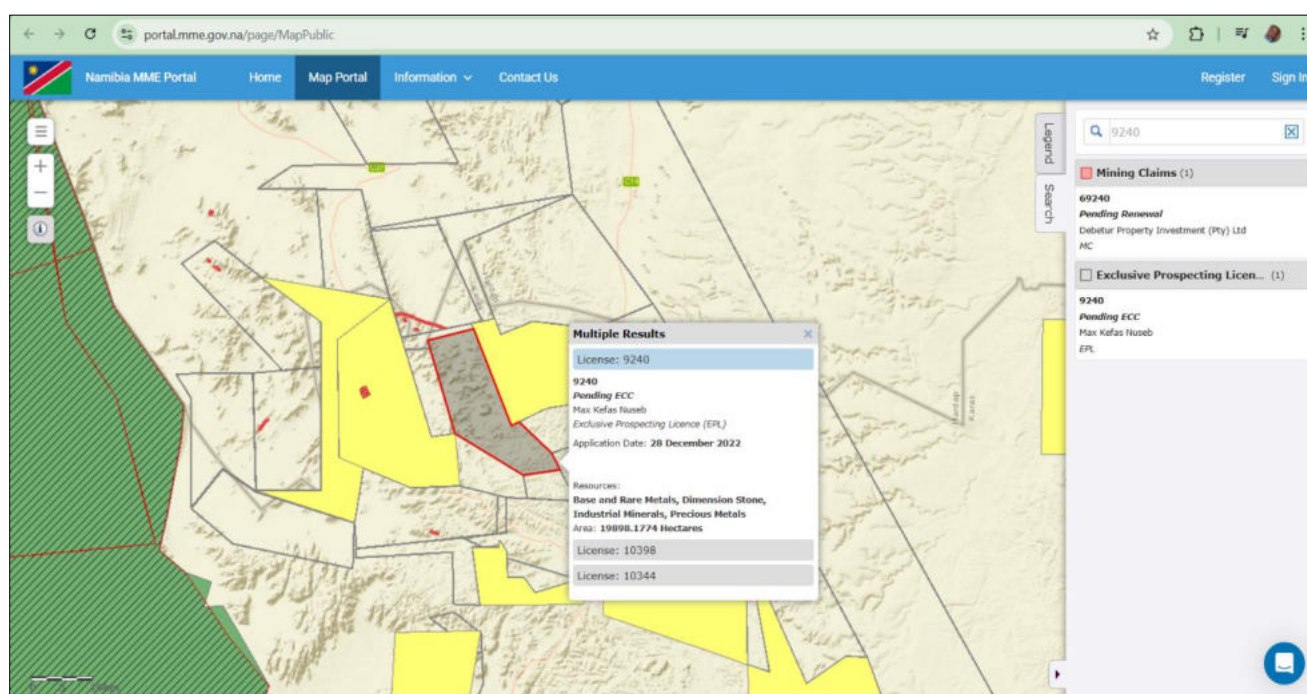 portal.mme.gov.na/page/MapPublic
Namibia MME Portal
Home
Map Portal
Information
Contact Us
Register
Sign In
Legend
Search
9240
Mining Claims (1)
69240
Pending Renewal
Debetur Property Investment (Pty) Ltd
MC
Exclusive Prospecting Licen... (1)
9240
Pending ECC
Max Kefas Nuseb
EPL
Multiple Results
License: 9240
9240
Pending ECC
Max Kefas Nuseb
Exclusive Prospecting Licence (EPL)
Application Date: 28 December 2022
Resources:
Base and Rare Metals, Dimension Stone,
Industrial Minerals, Precious Metals
Area: 19898.1774 Hectares
License: 10398
License: 10344
Hardap
Karas
C14